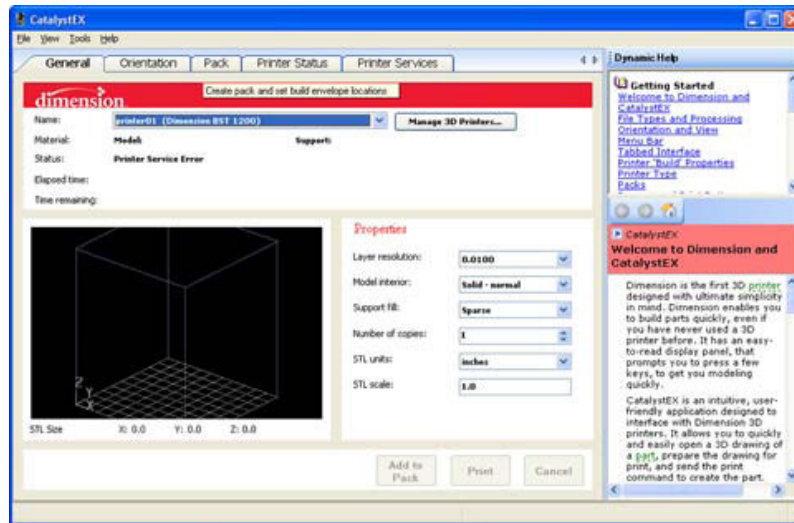 CatalystEX
File View Tools Help
General Orientation Pack Printer Status Printer Services
Create pack and set build envelope locations
dimension
Name: printer01 (Dimension BST 1200) Manage 3D Printers...
Material: Model: Support:
Status: Printer Service Error
Elapsed time:
Time remaining:
Z
Y
X
STL Size X: 0.0 Y: 0.0 Z: 0.0
Properties
Layer resolution: 0.0100
Model interior: Solid - normal
Support fill: Sparse
Number of copies: 1
STL units: inches
STL scale: 1.0
Add to
Pack
Print
Cancel
Dynamic Help
Getting Started
Welcome to Dimension and
CatalystEX
File Types and Processing
Orientation and View
Menu Bar
Tabbed Interface
Printer 'Build' Properties
Printer Type
Packs
CatalystEX
Welcome to Dimension and
CatalystEX
Dimension is the first 3D printer
designed with ultimate simplicity
in mind. Dimension enables you
to build parts quickly, even if
you have never used a 3D
printer before. It has an easy-
to-read display panel, that
prompts you to press a few
keys, to get you modeling
quickly.
CatalystEX is an intuitive, user-
friendly application designed to
interface with Dimension 3D
printers. It allows you to quickly
and easily open a 3D drawing of
a part, prepare the drawing for
print, and send the print
command to create the part.